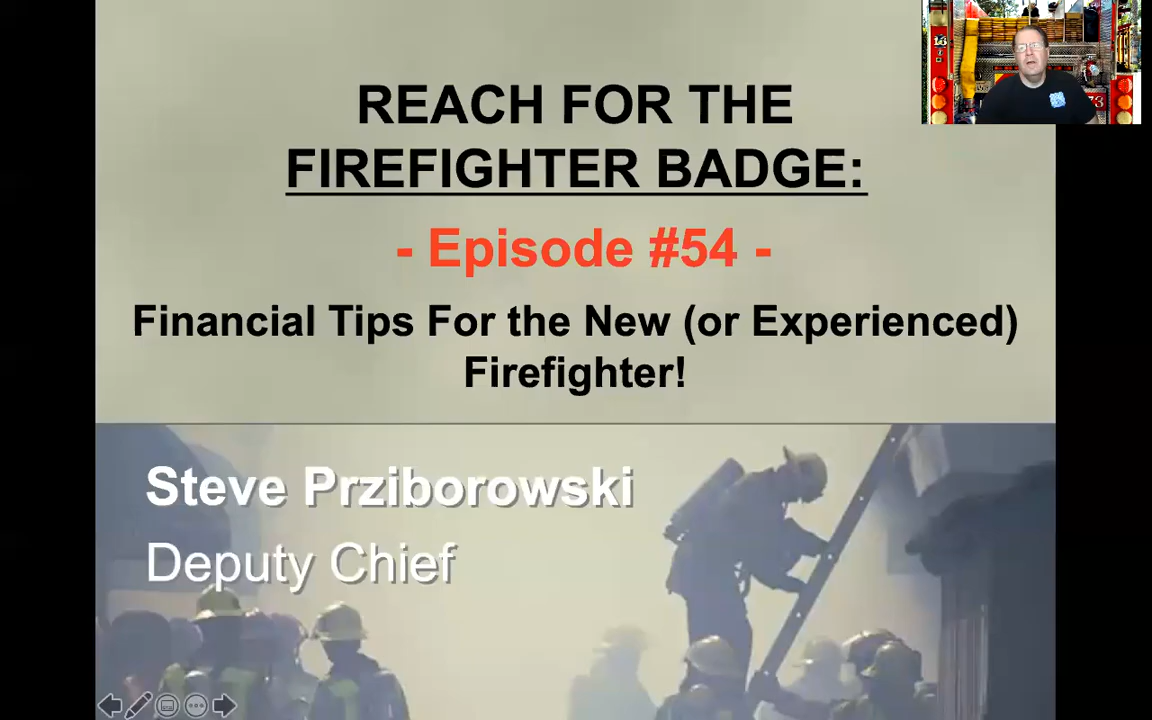 REACH FOR THE
FIREFIGHTER BADGE:
- Episode #54 -
Financial Tips For the New (or Experienced)
Firefighter!
Steve Prziborowski
Deputy Chief